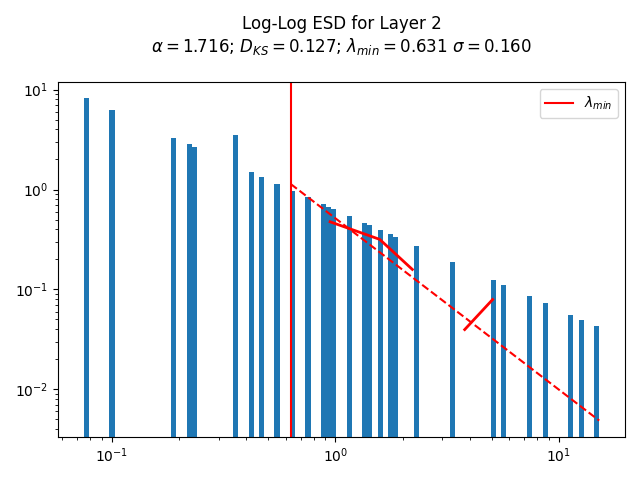 Log-Log ESD for Layer 2
α = 1.716; D_KS = 0.127; λ_min = 0.631 σ = 0.160
λ_min
10^1
10^0
10^-1
10^-2
10^-1 10^0 10^1